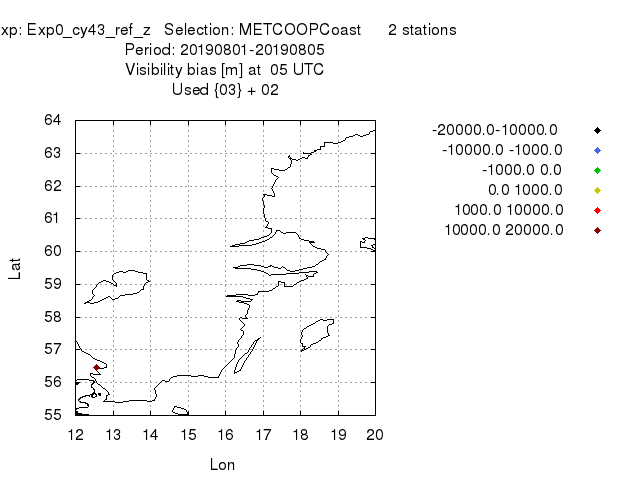 xp: Exp0_cy43_ref_z Selection: METCOOPCoast 2 stations
Period: 20190801-20190805
Visibility bias [m] at 05 UTC
Used {03} + 02
-20000.0-10000.0
-10000.0 -1000.0
-1000.0 0.0
0.0 1000.0
1000.0 10000.0
10000.0 20000.0
64
63
62
61
60
59
58
57
56
55
Lat
12 13 14 15 16 17 18 19 20
Lon